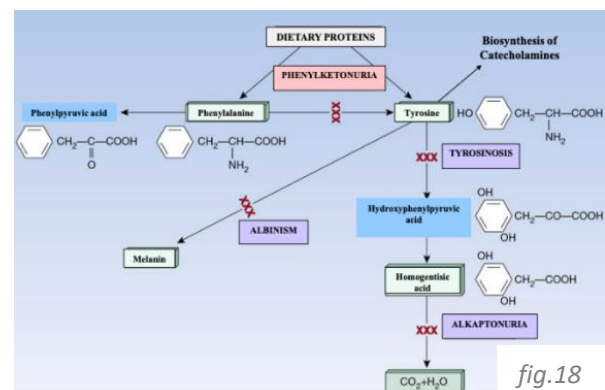 DIETARY PROTEINS
Biosynthesis of
Catecholamines
PHENYLKETONURIA
Phenylpyruvic acid
Phenylalanine
XXX
Tyrosine
HO
CH₂—CH—COOH
NH₂
CH₂—C—COOH
O
CH₂—CH—COOH
NH₂
XXX
TYROSINOSIS
XXX
ALBINISM
Melanin
Hydroxyphenylpyruvic
acid
OH
CH₂—CO—COOH
OH
Homogentisic
acid
OH
CH₂—COOH
OH
XXX
ALKAPTONURIA
CO₂+H₂O
fig.18